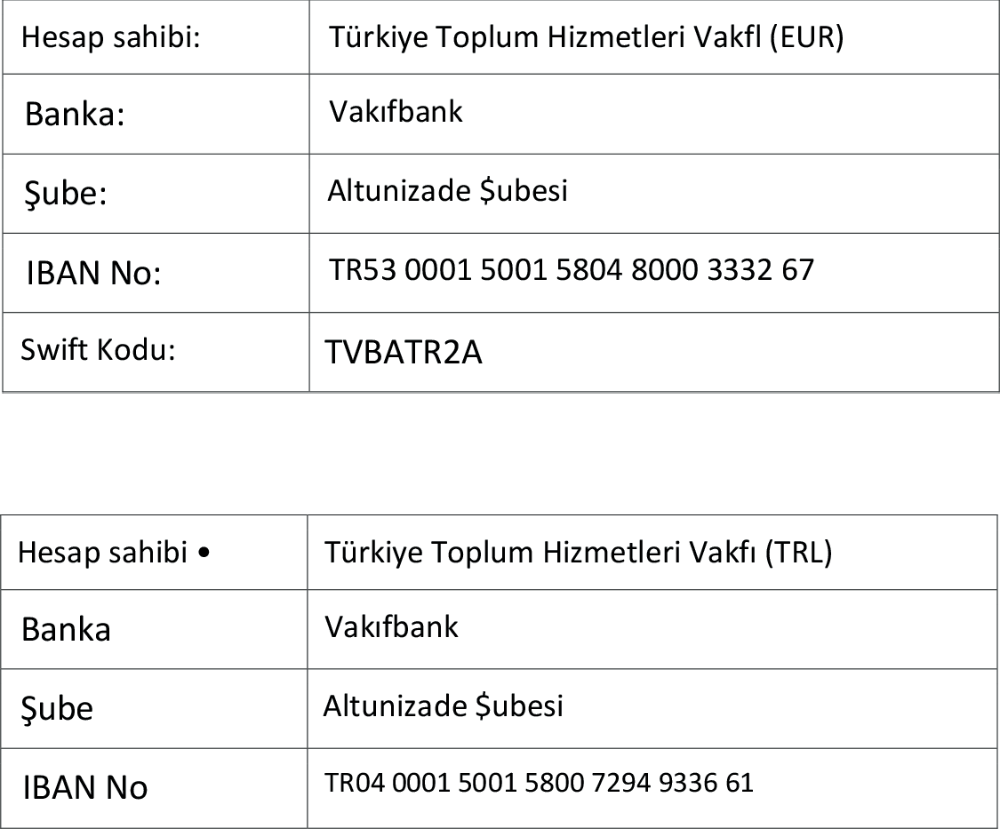 Hesap sahibi: Türkiye Toplum Hizmetleri Vakfl (EUR)
Banka: Vakıfbank
Şube: Altunizade $ubesi
IBAN No: TR53 0001 5001 5804 8000 3332 67
Swift Kodu: TVBATR2A
Hesap sahibi • Türkiye Toplum Hizmetleri Vakfı (TRL)
Banka Vakıfbank
Şube Altunizade $ubesi
IBAN No TR04 0001 5001 5800 7294 9336 61